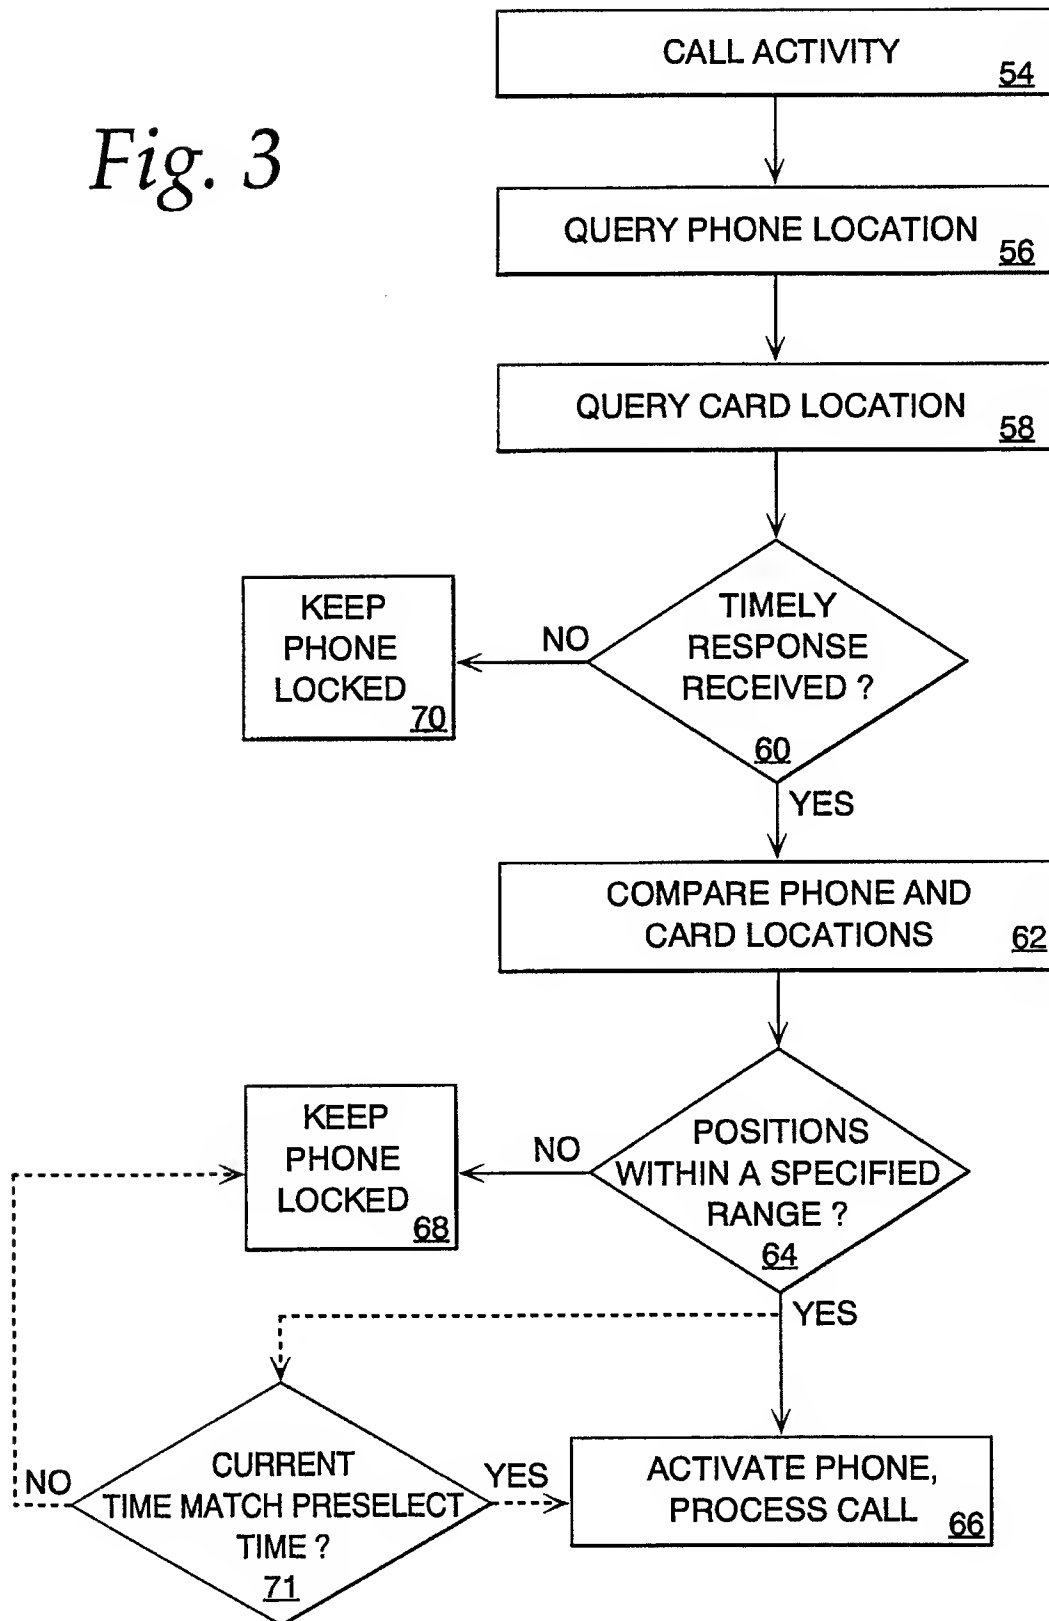 Fig. 3
CALL ACTIVITY
54
QUERY PHONE LOCATION
56
QUERY CARD LOCATION
58
TIMELY
RESPONSE
RECEIVED ?
60
NO
KEEP
PHONE
LOCKED
70
YES
COMPARE PHONE AND
CARD LOCATIONS
62
POSITIONS
WITHIN A SPECIFIED
RANGE ?
64
NO
KEEP
PHONE
LOCKED
68
YES
CURRENT
TIME MATCH PRESELECT
TIME ?
71
NO
YES
ACTIVATE PHONE,
PROCESS CALL
66